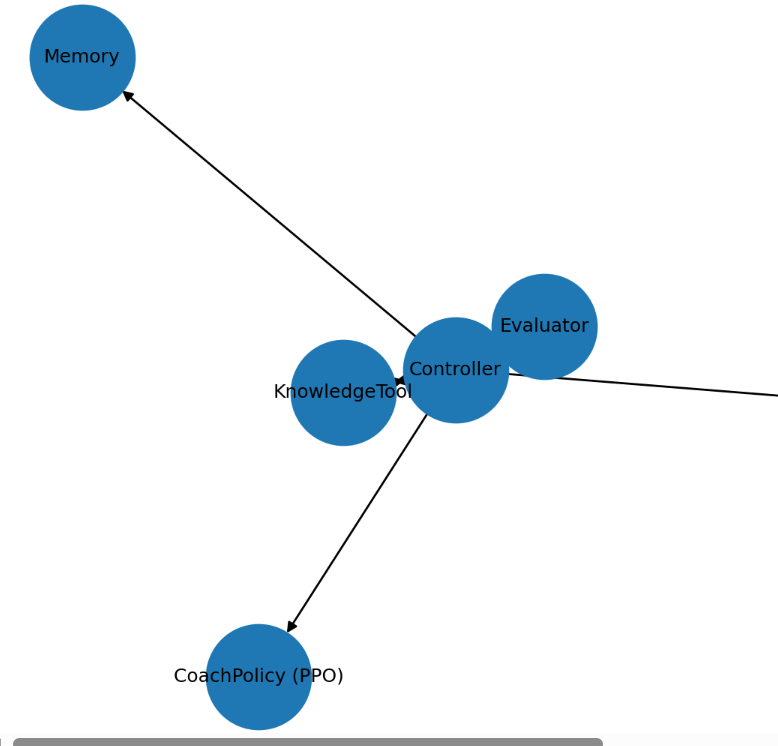 Memory
Evaluator
Controller
KnowledgeTool
CoachPolicy (PPO)